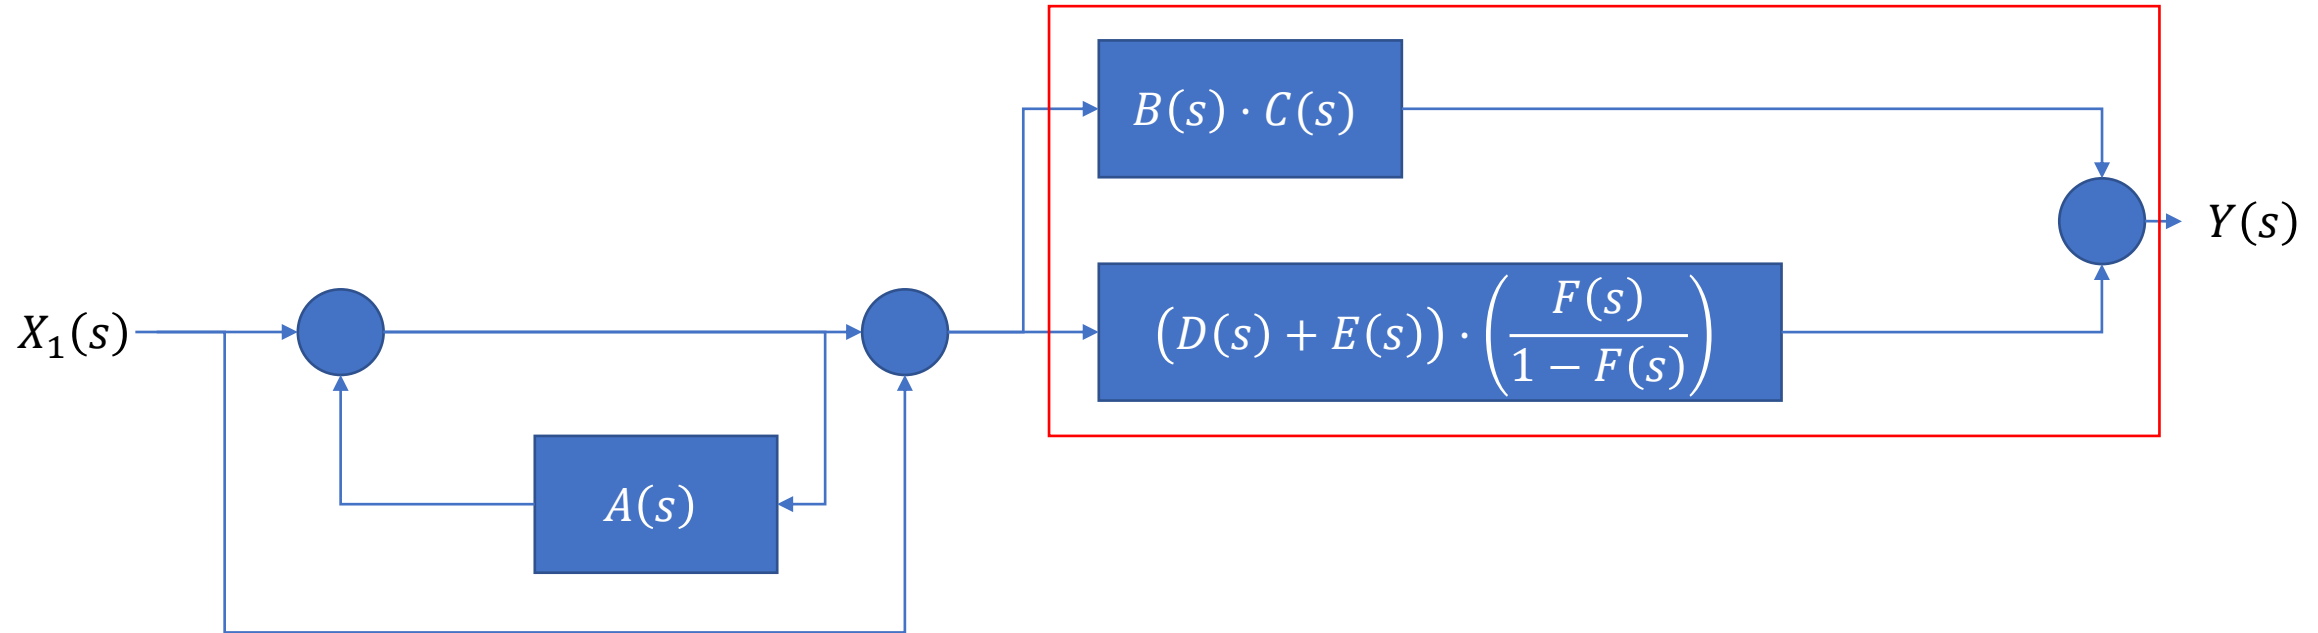 B(s) · C(s)
Y(s)
X₁(s)
(D(s) + E(s)) · (F(s) / (1 − F(s)))
A(s)